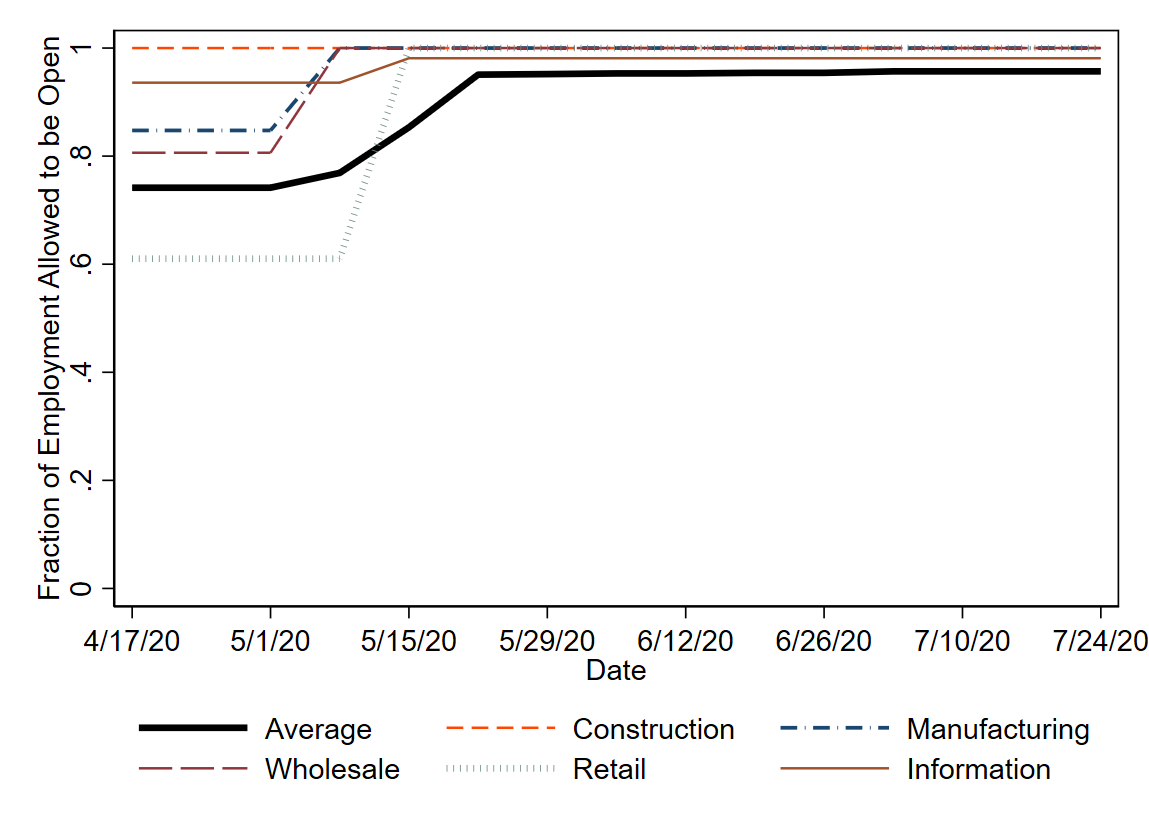 Fraction of Employment Allowed to be Open
1
.8
.6
.4
.2
0
4/17/20 5/1/20 5/15/20 5/29/20 6/12/20 6/26/20 7/10/20 7/24/20
Date
Average Construction Manufacturing
Wholesale Retail Information